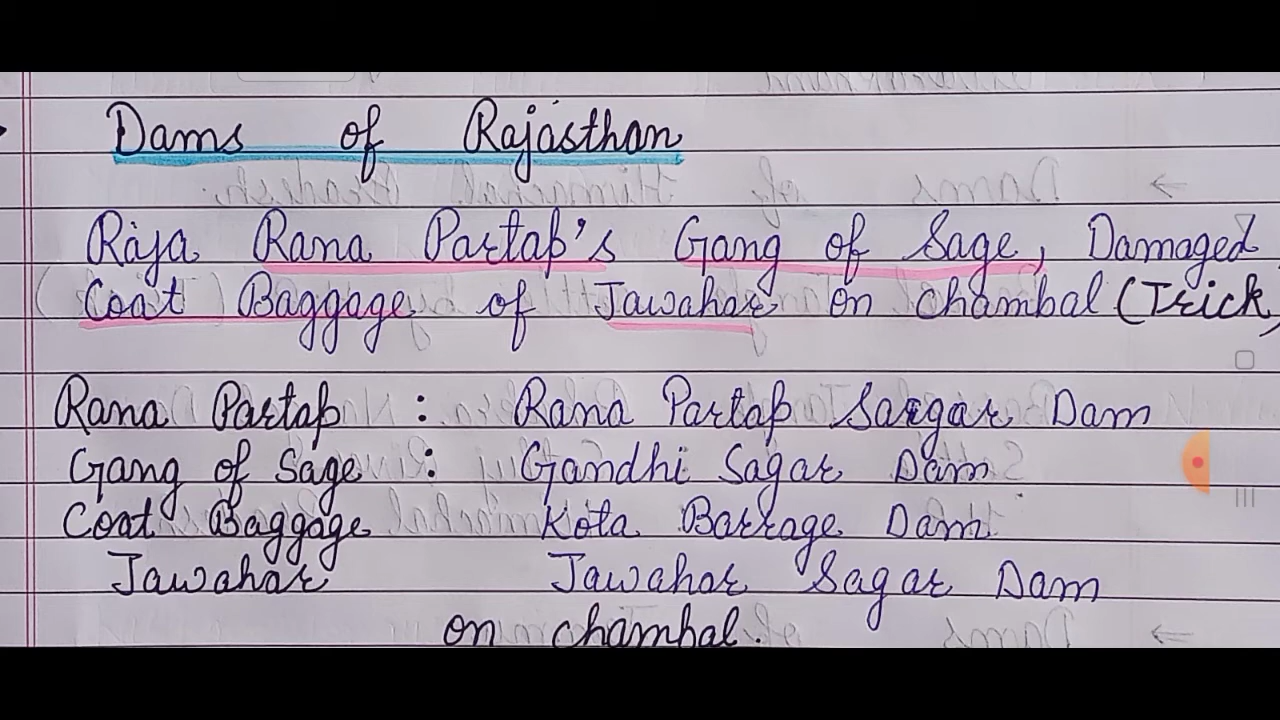 Dams of Rajasthan
Raja Rana Partap's Gang of Sage, Damaged
Coat Baggage of Jawahar on Chambal (Trick)
Rana Partap : Rana Partap Sargar Dam
Gang of Sage : Gandhi Sagar Dam
Coat Baggage Kota Barrage Dam
Jawahar Jawahar Sagar Dam
on chambal.